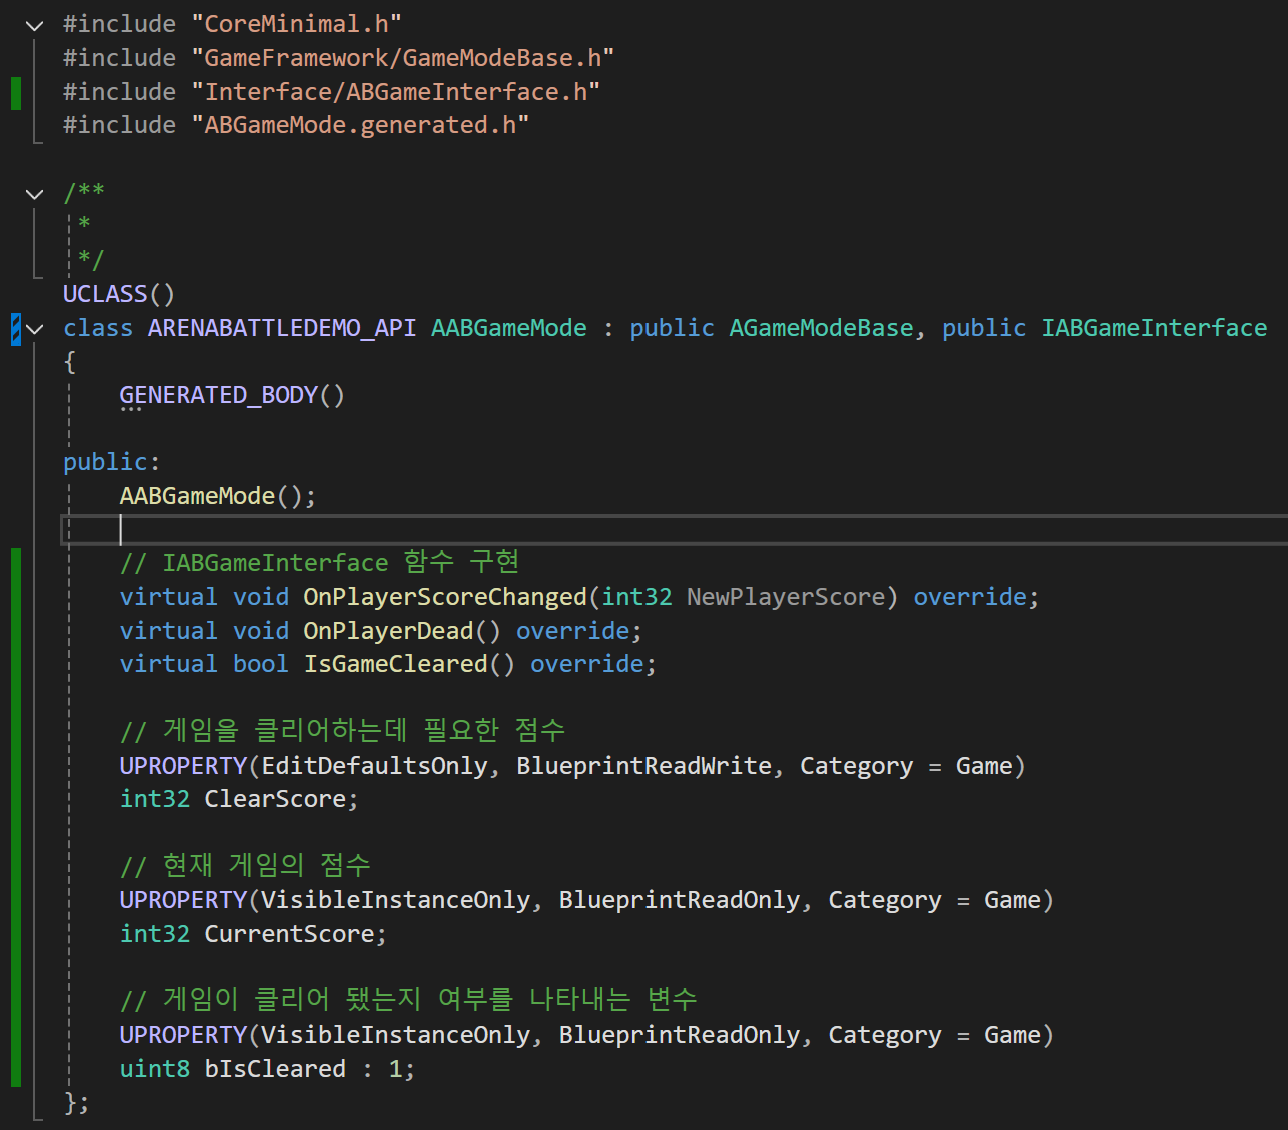 #include "CoreMinimal.h"
#include "GameFramework/GameModeBase.h"
#include "Interface/ABGameInterface.h"
#include "ABGameMode.generated.h"
/**
 *
 */
UCLASS()
class ARENABATTLEDEMO_API AABGameMode : public AGameModeBase, public IABGameInterface
{
    GENERATED_BODY()
public:
    AABGameMode();
    // IABGameInterface 함수 구현
    virtual void OnPlayerScoreChanged(int32 NewPlayerScore) override;
    virtual void OnPlayerDead() override;
    virtual bool IsGameCleared() override;
    // 게임을 클리어하는데 필요한 점수
    UPROPERTY(EditDefaultsOnly, BlueprintReadWrite, Category = Game)
    int32 ClearScore;
    // 현재 게임의 점수
    UPROPERTY(VisibleInstanceOnly, BlueprintReadOnly, Category = Game)
    int32 CurrentScore;
    // 게임이 클리어 됐는지 여부를 나타내는 변수
    UPROPERTY(VisibleInstanceOnly, BlueprintReadOnly, Category = Game)
    uint8 bIsCleared : 1;
};